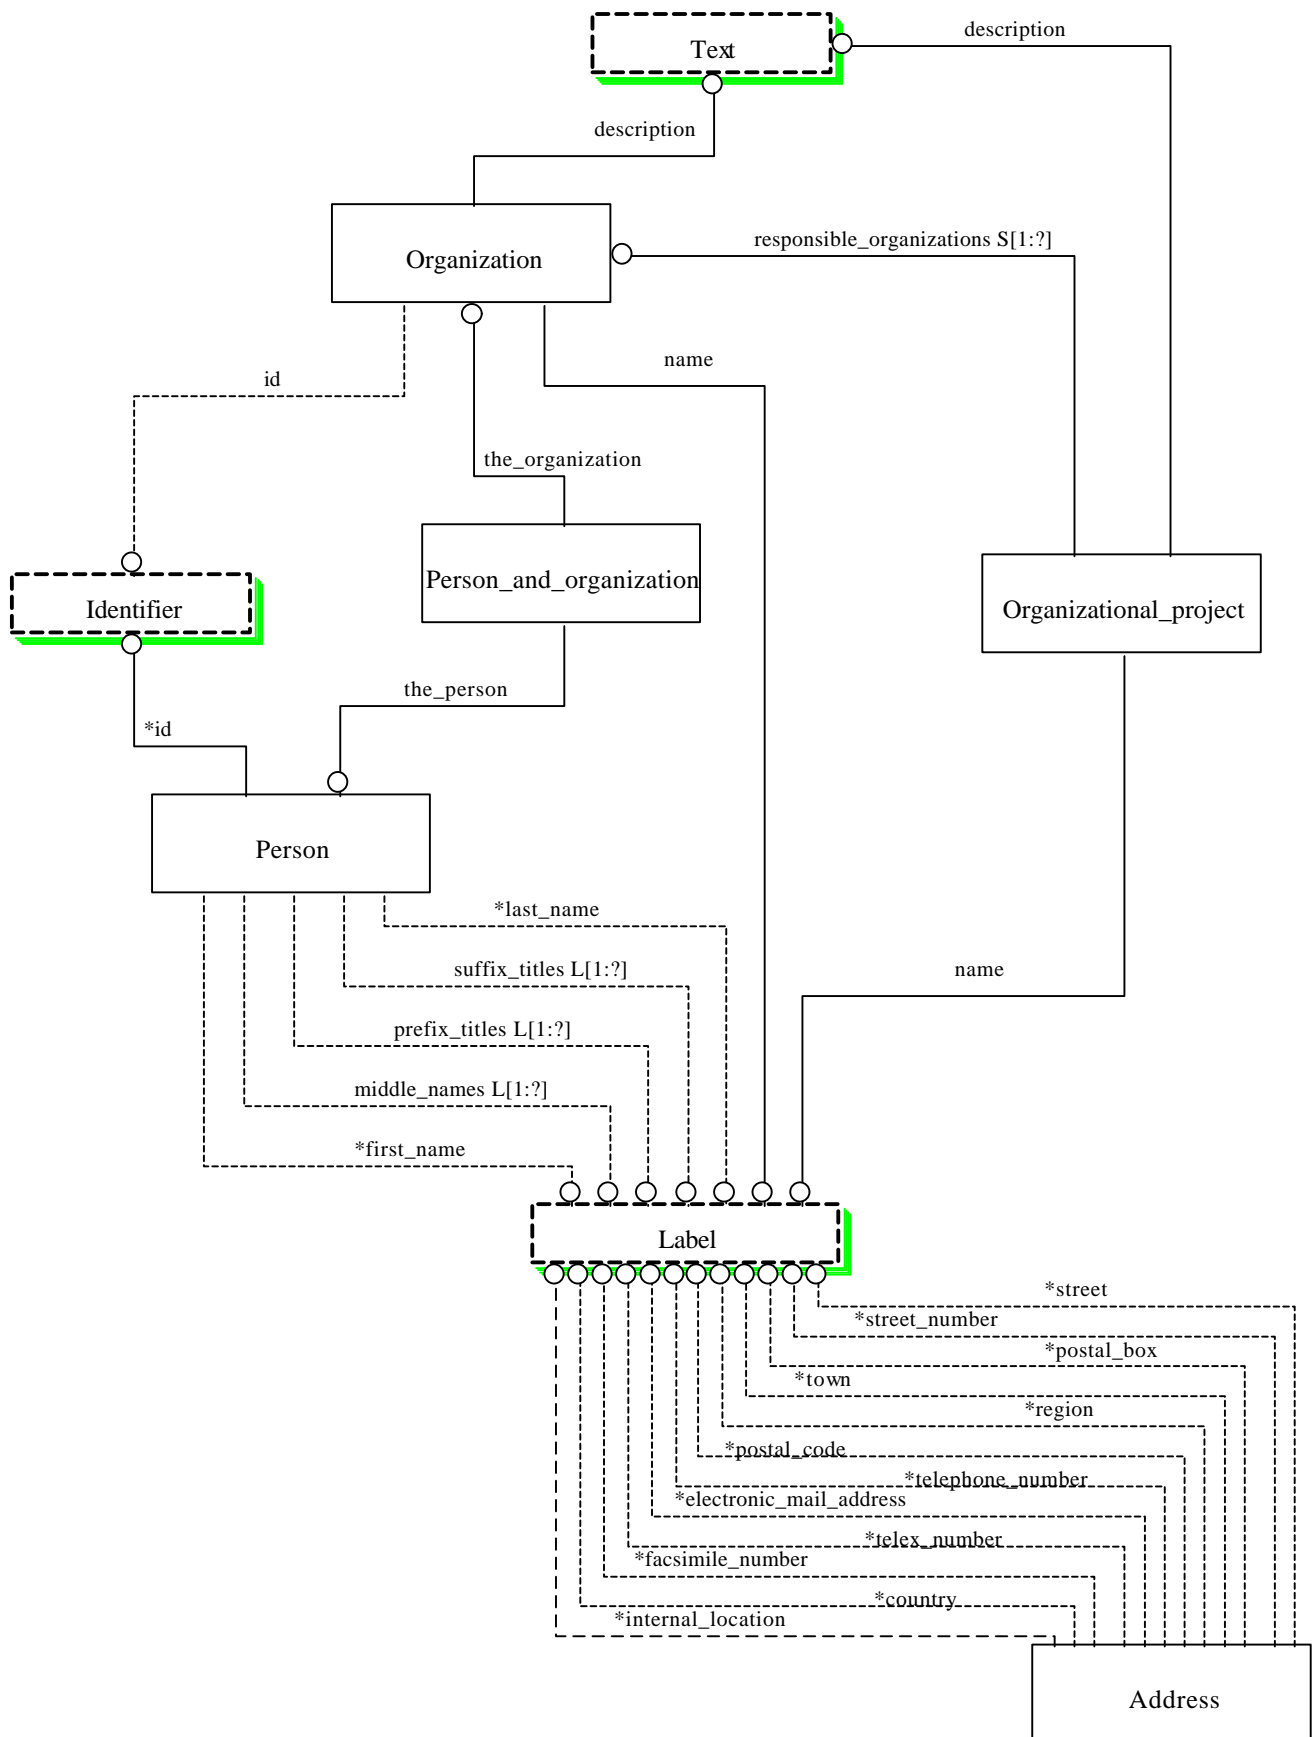 description
Text
description
responsible_organizations S[1:?]
Organization
name
id
the_organization
Person_and_organization
Identifier
Organizational_project
the_person
*id
Person
*last_name
suffix_titles L[1:?]
name
prefix_titles L[1:?]
middle_names L[1:?]
*first_name
Label
*street
*street_number
*postal_box
*town
*region
*postal_code
*telephone_number
*electronic_mail_address
*telex_number
*facsimile_number
*country
*internal_location
Address